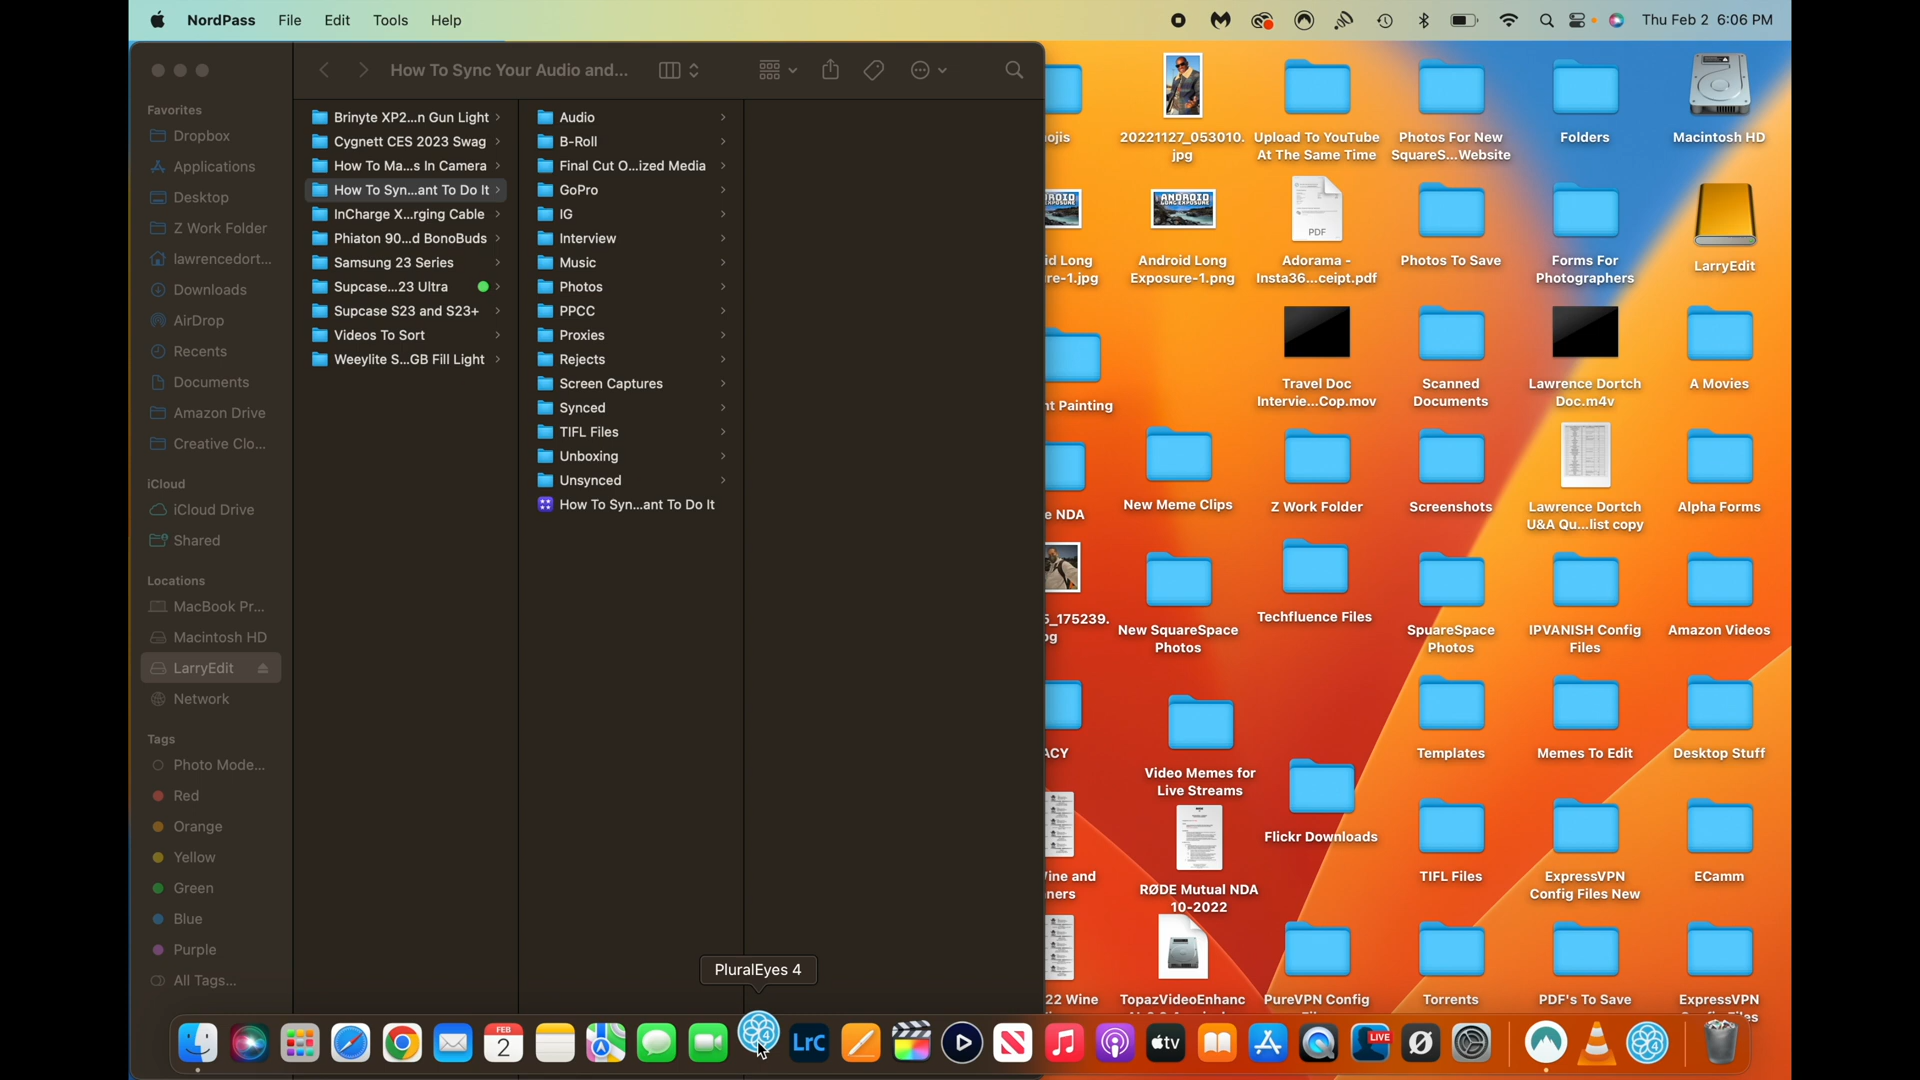 NordPass File Edit Tools Help
Thu Feb 2 6:06 PM
How To Sync Your Audio and...
Favorites
Dropbox
Applications
Desktop
Z Work Folder
lawrencedort...
Downloads
AirDrop
Recents
Documents
Amazon Drive
Creative Clo...
iCloud
iCloud Drive
Shared
Locations
MacBook Pr...
Macintosh HD
LarryEdit
Network
Tags
Photo Mode...
Red
Orange
Yellow
Green
Blue
Purple
All Tags...
Brinyte XP2...n Gun Light
Cygnett CES 2023 Swag
How To Ma...s In Camera
How To Syn...ant To Do It
InCharge X...rging Cable
Phiaton 90...d BonoBuds
Samsung 23 Series
Supcase...23 Ultra
Supcase S23 and S23+
Videos To Sort
Weeylite S...GB Fill Light
Audio
B-Roll
Final Cut O...ized Media
GoPro
IG
Interview
Music
Photos
PPCC
Proxies
Rejects
Screen Captures
Synced
TIFL Files
Unboxing
Unsynced
How To Syn...ant To Do It
ojis
20221127_053010.
jpg
Upload To YouTube
At The Same Time
Photos For New
SquareS...Website
Folders
Macintosh HD
id Long
re-1.jpg
ANDROID
LONG EXPOSURE
Android Long
Exposure-1.png
PDF
Adorama -
Insta36...ceipt.pdf
Photos To Save
Forms For
Photographers
LarryEdit
nt Painting
Travel Doc
Intervie...Cop.mov
Scanned
Documents
Lawrence Dortch
Doc.m4v
A Movies
e NDA
New Meme Clips
Z Work Folder
Screenshots
Lawrence Dortch
U&A Qu...list copy
Alpha Forms
5_175239.
pg
New SquareSpace
Photos
Techfluence Files
SpuareSpace
Photos
IPVANISH Config
Files
Amazon Videos
ACY
Video Memes for
Live Streams
Templates
Memes To Edit
Desktop Stuff
Vine and
ners
RØDE Mutual NDA
10-2022
Flickr Downloads
TIFL Files
ExpressVPN
Config Files New
ECamm
22 Wine
TopazVideoEnhanc
PureVPN Config
Torrents
PDF's To Save
ExpressVPN
Config Files
PluralEyes 4
FEB
2
LrC
tv
LIVE
4
4